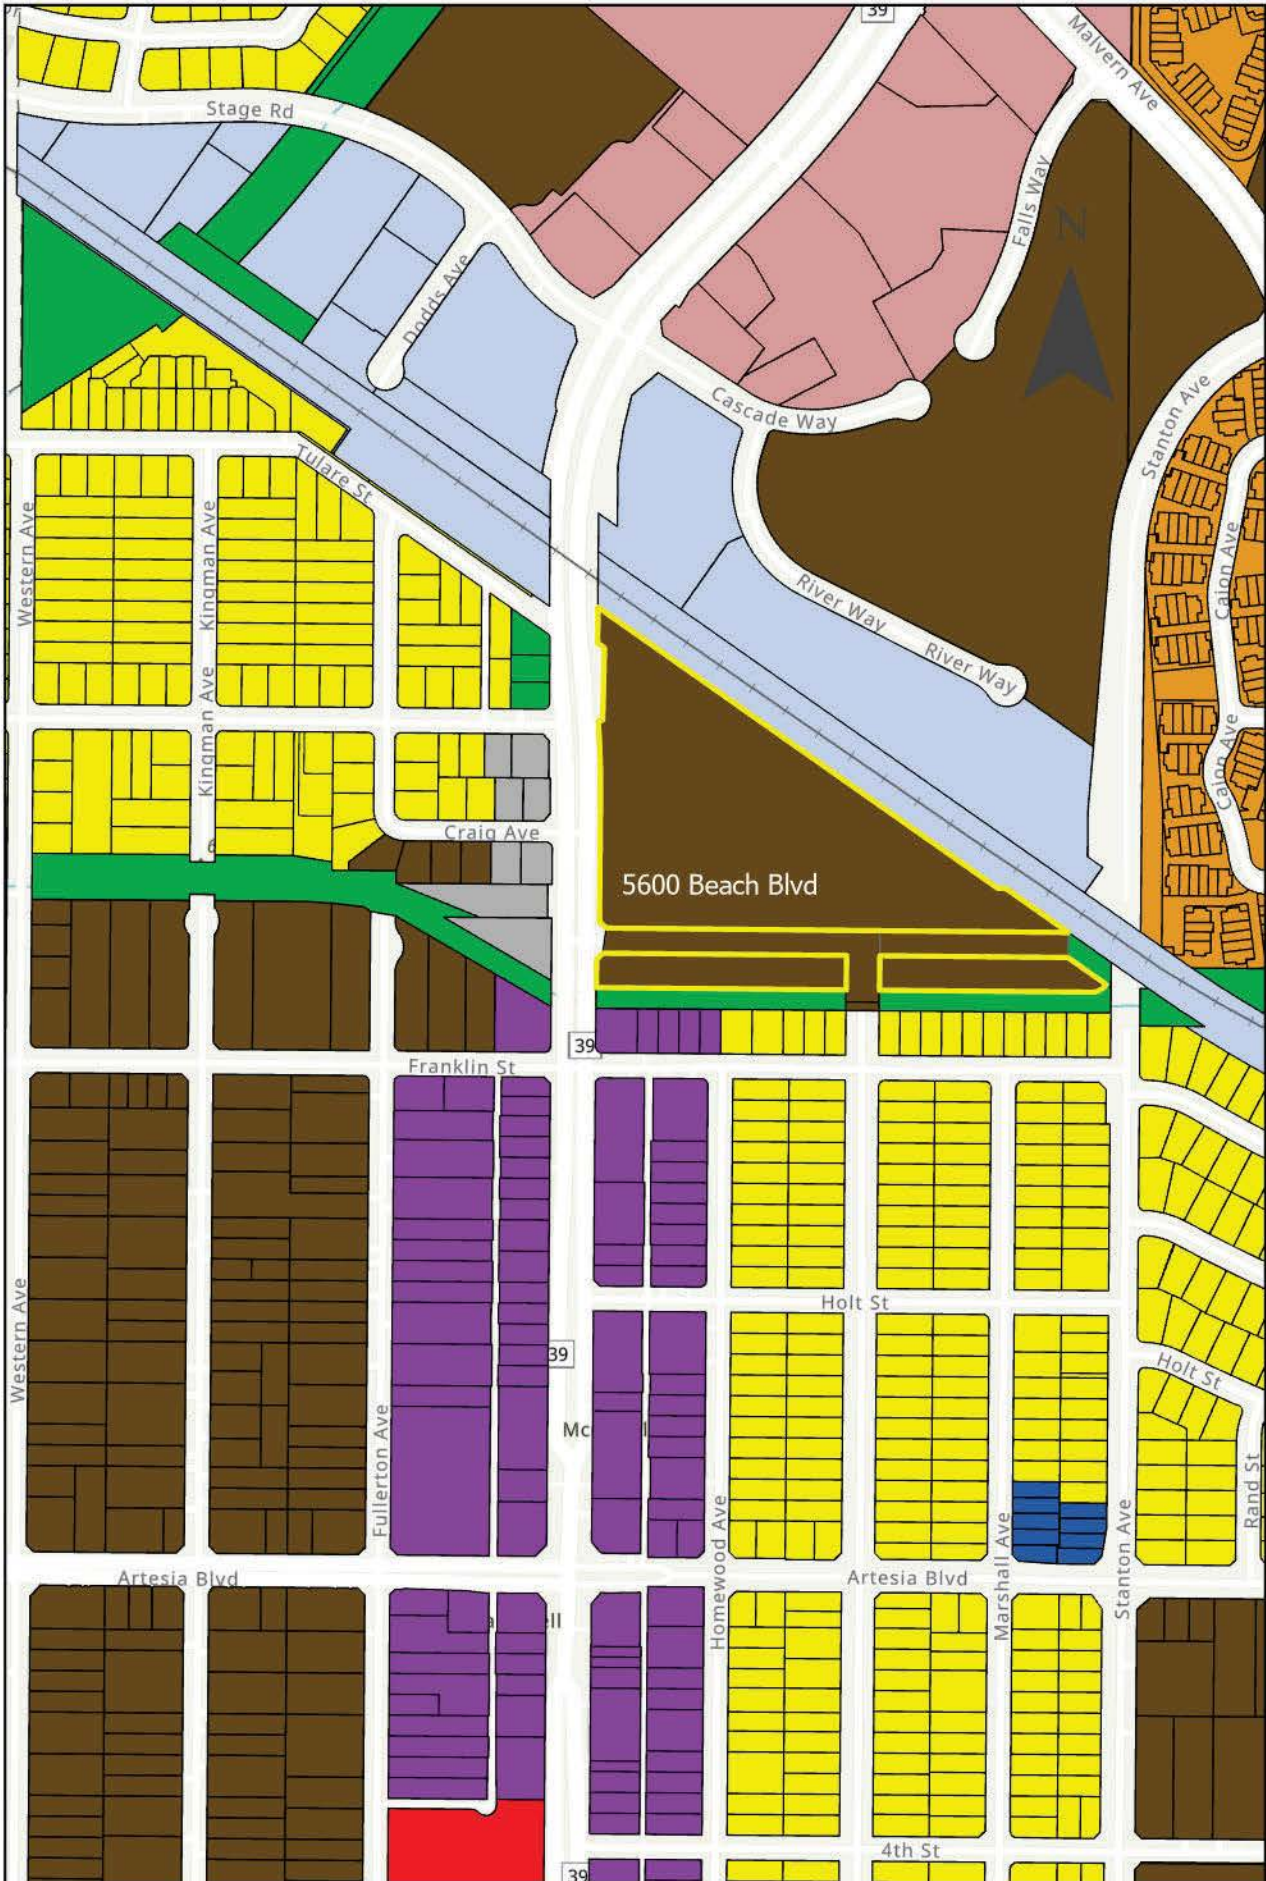 39
Malvern Ave
Stage Rd
Falls Way
N
Dodds Ave
Cascade Way
Stanton Ave
Tulare St
Western Ave
Kingman Ave
Cajon Ave
River Way
River Way
Kingman Ave
Cajon Ave
Craig Ave
6
5600 Beach Blvd
39
Franklin St
Holt St
Western Ave
39
Holt St
Fullerton Ave
Mc
Homewood Ave
Marshall Ave
Stanton Ave
Rand St
Artesia Blvd
Artesia Blvd
ll
4th St
39